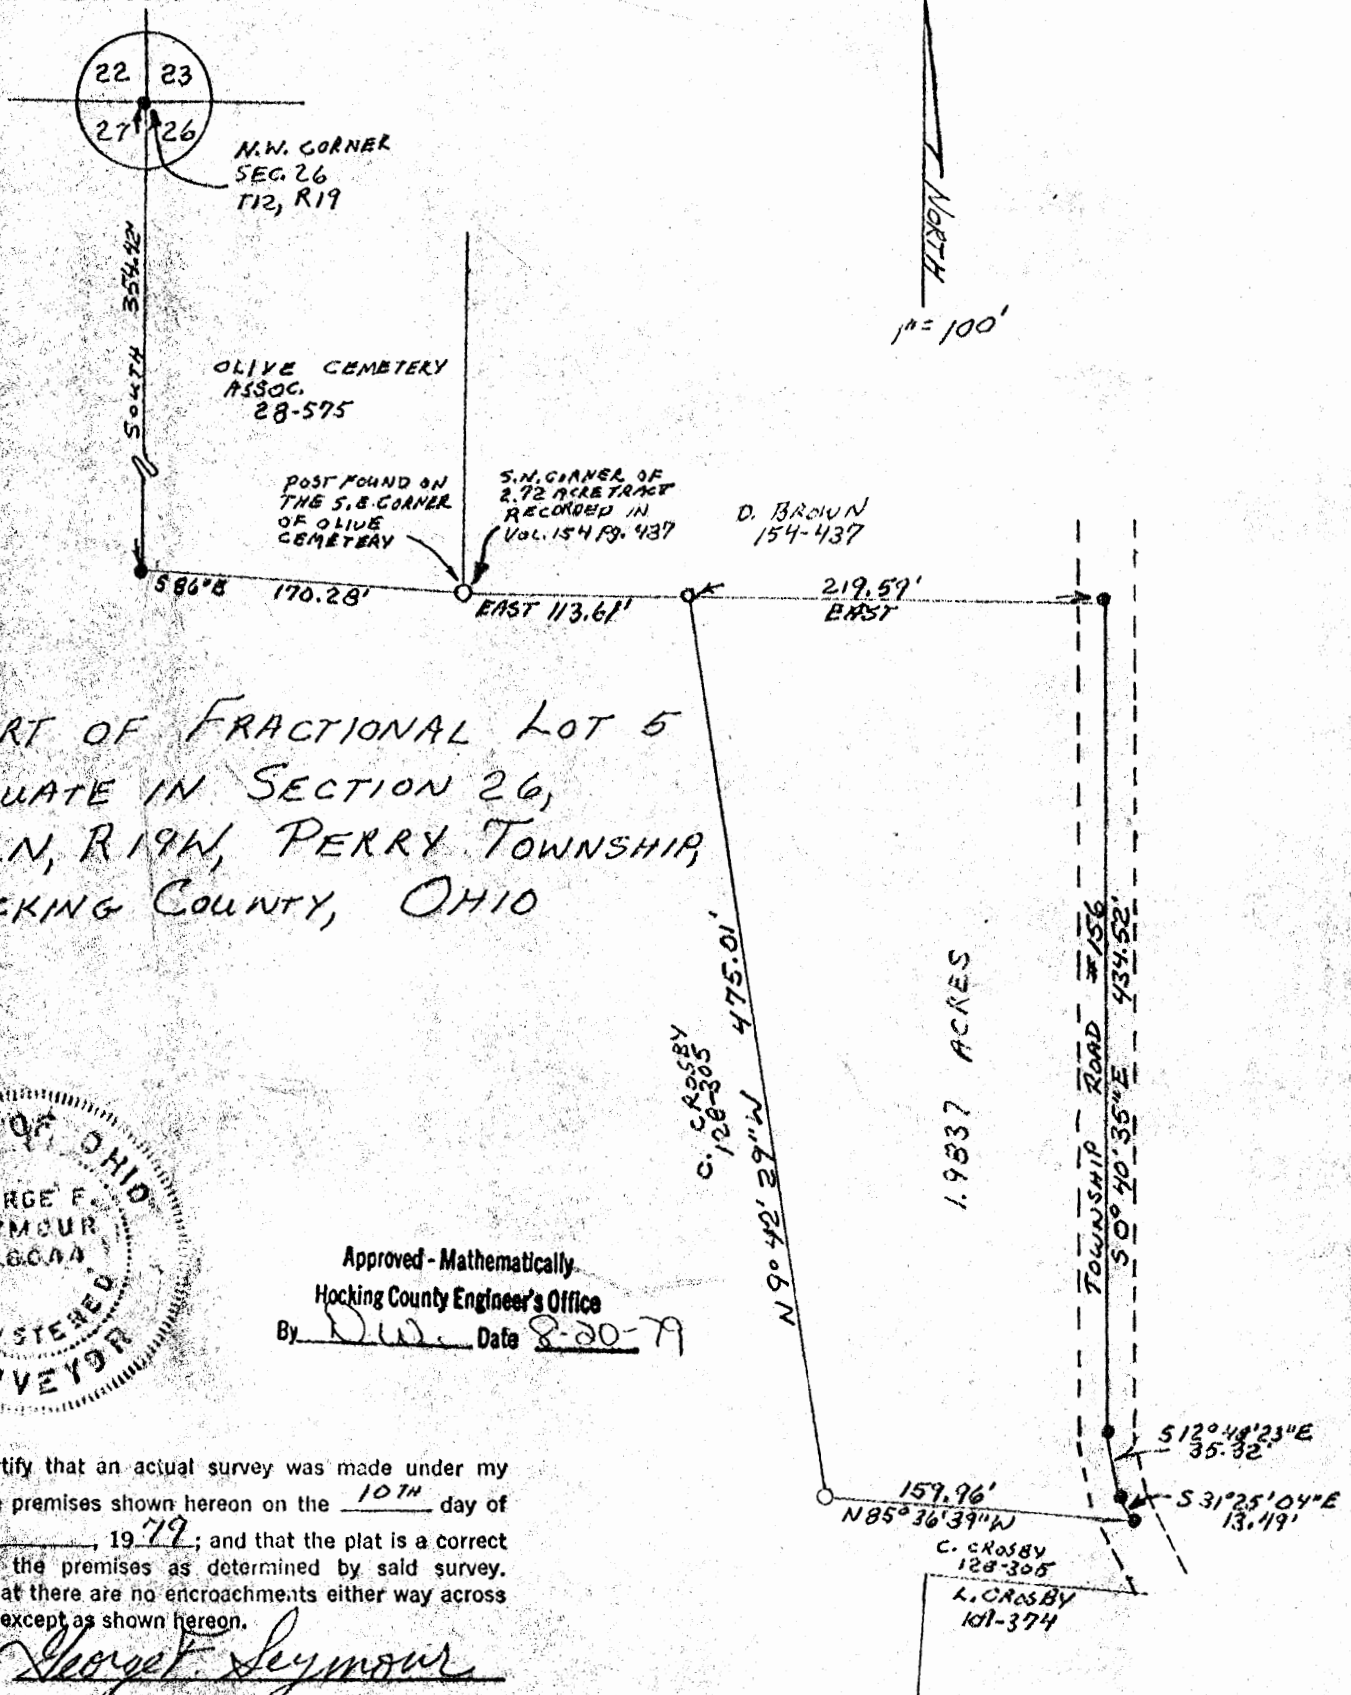 22 23
27 26
N.W. CORNER
SEC. 26
T12, R19
NORTH
1"= 100'
SOUTH 354.42'
OLIVE CEMETERY
ASSOC.
28-575
POST FOUND ON
THE S.E. CORNER
OF OLIVE
CEMETERY
S.W. CORNER OF
2.72 ACRE TRACT
RECORDED IN
VOL. 154 PG. 437
D. BROWN
154-437
S 86° E 170.28'
EAST 113.61'
219.59'
EAST
RT OF FRACTIONAL LOT 5
UATE IN SECTION 26,
N, R19W, PERRY TOWNSHIP,
CKING COUNTY, OHIO
C. CROSBY
128-305
N 9° 42' 29" W 475.01'
1.9837 ACRES
TOWNSHIP ROAD #156
S 0° 40' 35" E 434.52'
OF OHIO
RGE F.
YMOUR
6044
STERED
VEYOR
Approved - Mathematically
Hocking County Engineer's Office
By D.W. Date 8-20-79
S 12° 48' 23" E
35.32'
S 31° 25' 04" E
13.49'
159.96'
N 85° 36' 39" W
C. CROSBY
128-305
L. CROSBY
101-374
tify that an actual survey was made under my
premises shown hereon on the 10TH day of
, 1979; and that the plat is a correct
the premises as determined by said survey.
at there are no encroachments either way across
except as shown hereon.
George F. Seymour